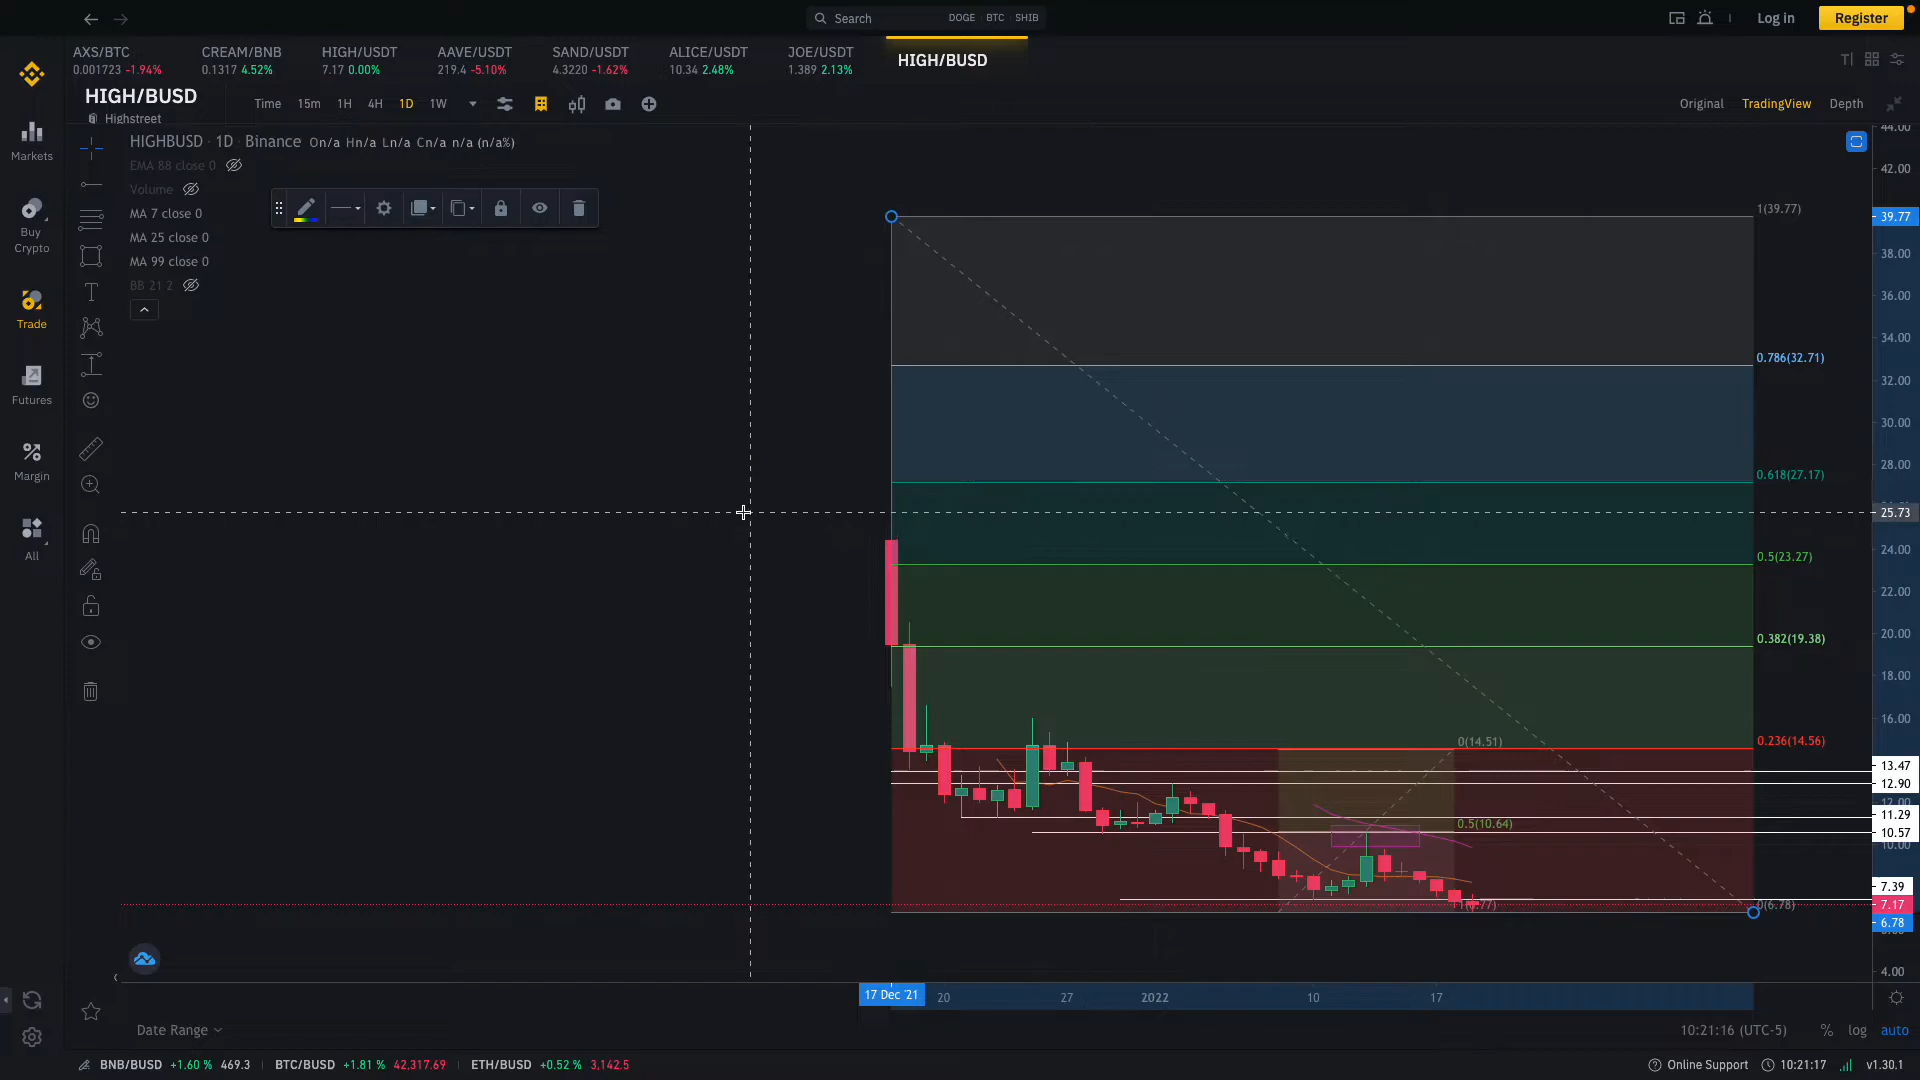 Search DOGE · BTC · SHIB
Log in
Register
AXS/BTC
0.001723 -1.94%
CREAM/BNB
0.1317 4.52%
HIGH/USDT
7.17 0.00%
AAVE/USDT
219.4 -5.10%
SAND/USDT
4.3220 -1.62%
ALICE/USDT
10.34 2.48%
JOE/USDT
1.389 2.13%
HIGH/BUSD
HIGH/BUSD
Highstreet
Time 15m 1H 4H 1D 1W
Original TradingView Depth
HIGHBUSD · 1D · Binance On/a Hn/a Ln/a Cn/a n/a (n/a%)
EMA 88 close 0
Volume
MA 7 close 0
MA 25 close 0
MA 99 close 0
BB 21 2
Markets
Buy
Crypto
Trade
Futures
Margin
All
1(39.77)
0.786(32.71)
0.618(27.17)
0.5(23.27)
0.382(19.38)
0.236(14.56)
0(14.51)
0.5(10.64)
0(6.78)
44.00
42.00
39.77
38.00
36.00
34.00
32.00
30.00
28.00
25.73
24.00
22.00
20.00
18.00
16.00
13.47
12.90
12.00
11.29
10.57
10.00
7.39
7.17
6.78
4.00
17 Dec '21 20 27 2022 10 17
Date Range
10:21:16 (UTC-5) % log auto
BNB/BUSD +1.60 % 469.3 BTC/BUSD +1.81 % 42,317.69 ETH/BUSD +0.52 % 3,142.5
Online Support 10:21:17 v1.30.1